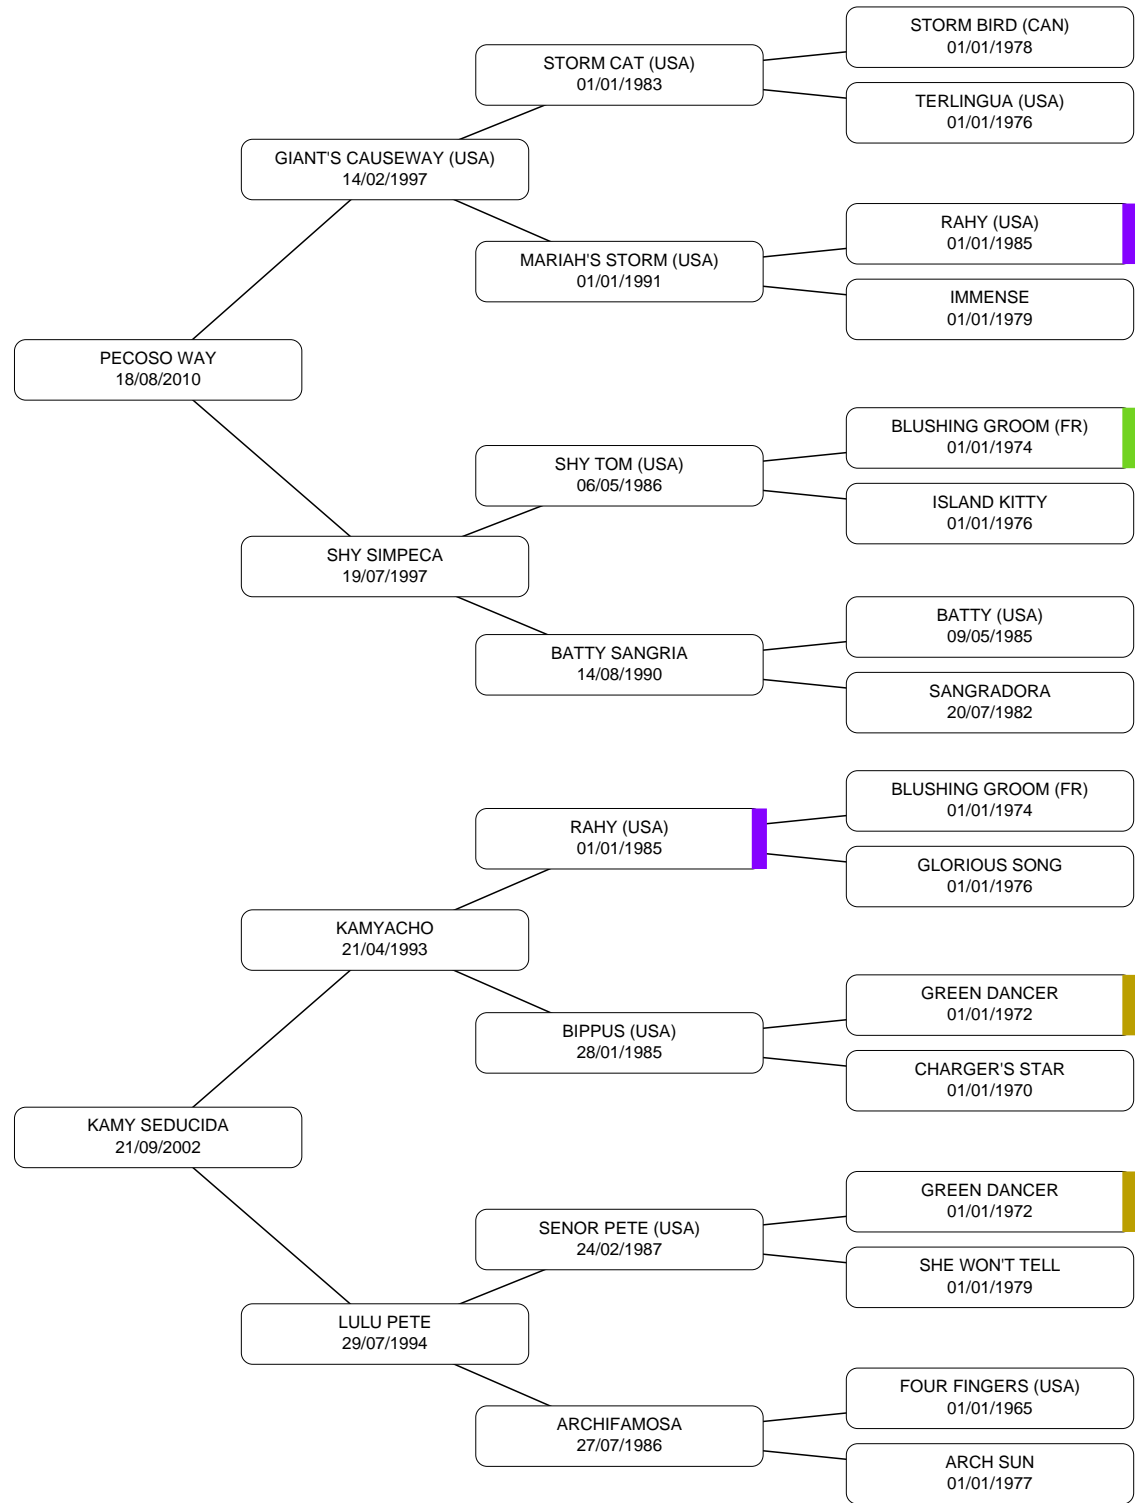 STORM BIRD (CAN)
01/01/1978
STORM CAT (USA)
01/01/1983
TERLINGUA (USA)
01/01/1976
GIANT'S CAUSEWAY (USA)
14/02/1997
RAHY (USA)
01/01/1985
MARIAH'S STORM (USA)
01/01/1991
IMMENSE
01/01/1979
PECOSO WAY
18/08/2010
BLUSHING GROOM (FR)
01/01/1974
SHY TOM (USA)
06/05/1986
ISLAND KITTY
01/01/1976
SHY SIMPECA
19/07/1997
BATTY (USA)
09/05/1985
BATTY SANGRIA
14/08/1990
SANGRADORA
20/07/1982
BLUSHING GROOM (FR)
01/01/1974
RAHY (USA)
01/01/1985
GLORIOUS SONG
01/01/1976
KAMYACHO
21/04/1993
GREEN DANCER
01/01/1972
BIPPUS (USA)
28/01/1985
CHARGER'S STAR
01/01/1970
KAMY SEDUCIDA
21/09/2002
GREEN DANCER
01/01/1972
SENOR PETE (USA)
24/02/1987
SHE WON'T TELL
01/01/1979
LULU PETE
29/07/1994
FOUR FINGERS (USA)
01/01/1965
ARCHIFAMOSA
27/07/1986
ARCH SUN
01/01/1977